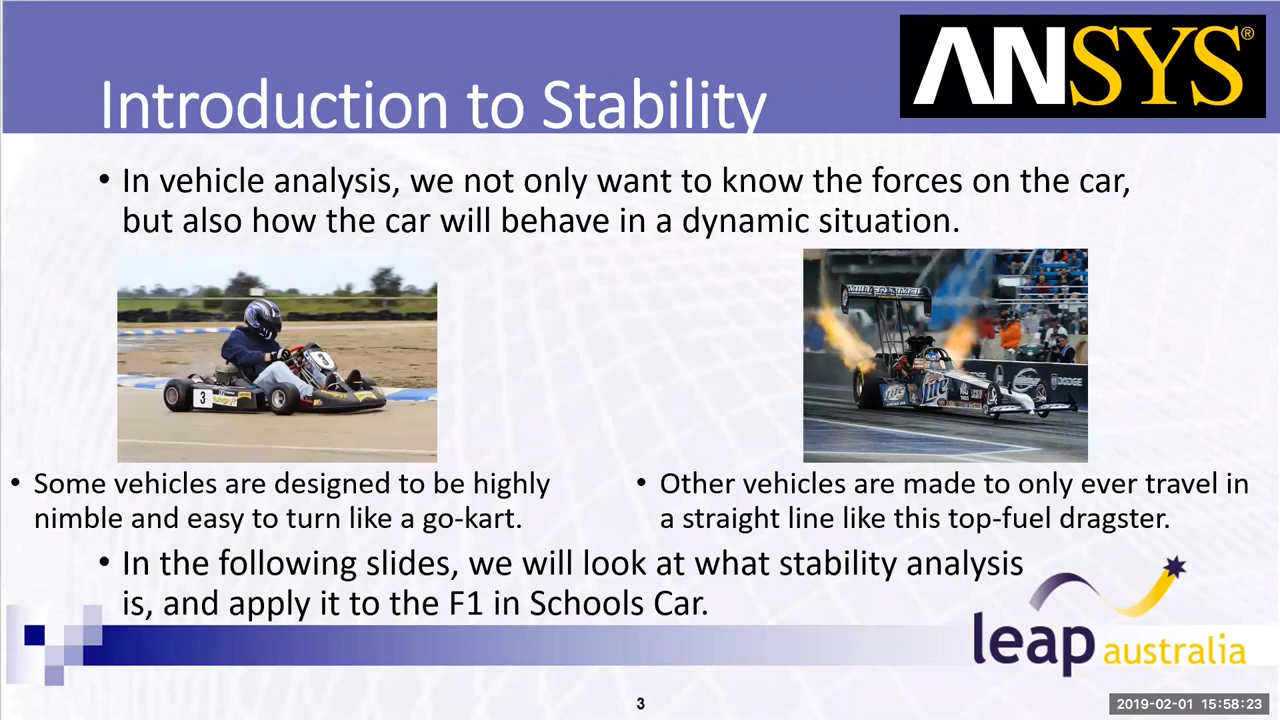 ANSYS®
Introduction to Stability
• In vehicle analysis, we not only want to know the forces on the car,
but also how the car will behave in a dynamic situation.
3
3
Lite
DODGE
• Some vehicles are designed to be highly
nimble and easy to turn like a go-kart.
• Other vehicles are made to only ever travel in
a straight line like this top-fuel dragster.
• In the following slides, we will look at what stability analysis
is, and apply it to the F1 in Schools Car.
leap australia
3
2019-02-01 15:58:23